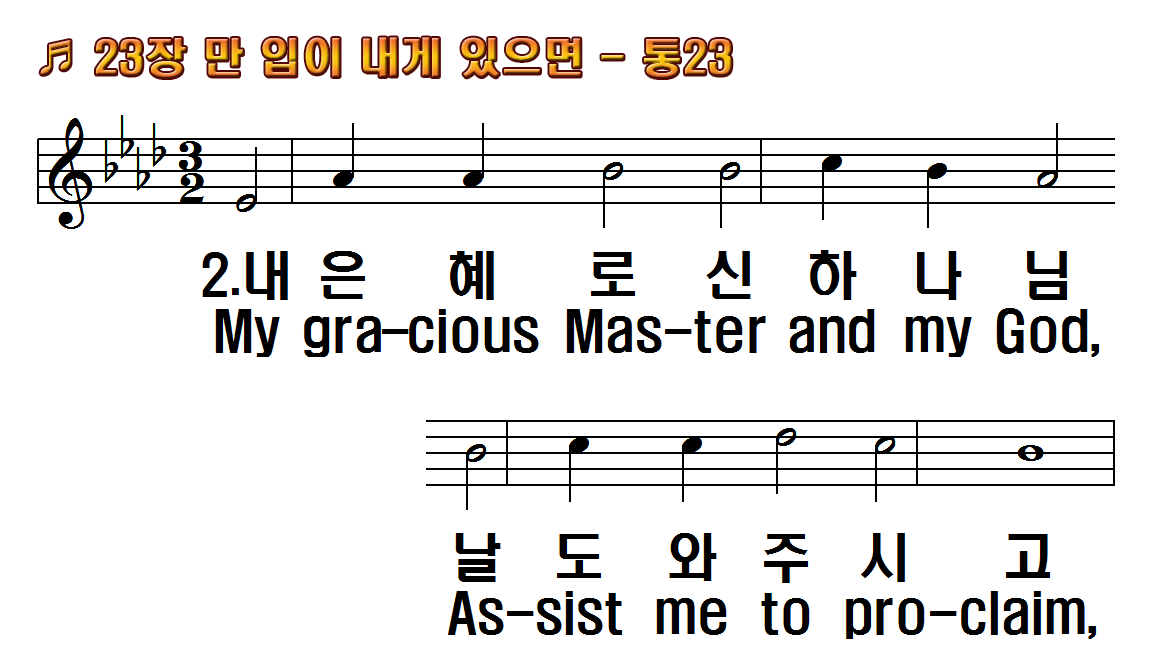 ♬ 23장 만 입이 내게 있으면 - 통23
3
2
2.내 은 혜 로 신 하 나 님
My gra-cious Mas-ter and my God,
날 도 와 주 시 고
As-sist me to pro-claim,